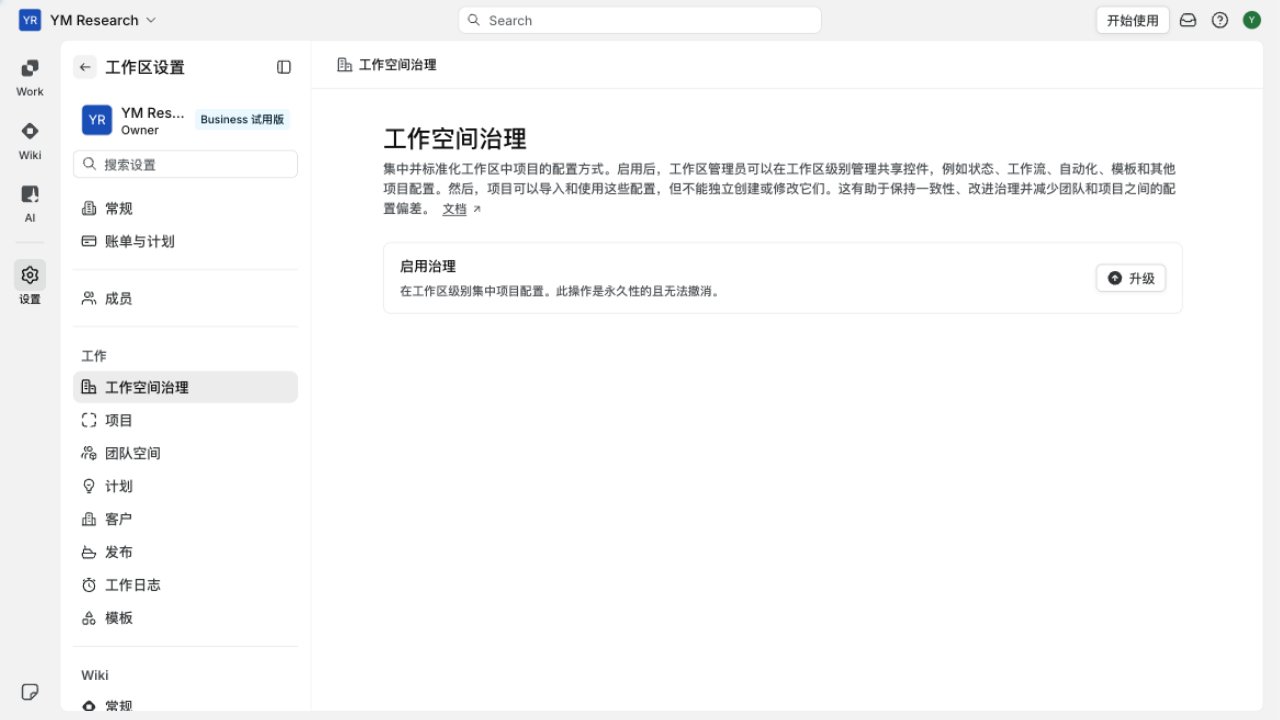 YR YM Research
Search
开始使用
Y
Work
Wiki
AI
设置
工作区设置
YR
YM Res...
Owner
Business 试用版
搜索设置
常规
账单与计划
成员
工作
工作空间治理
项目
团队空间
计划
客户
发布
工作日志
模板
Wiki
常规
工作空间治理
工作空间治理
集中并标准化工作区中项目的配置方式。启用后，工作区管理员可以在工作区级别管理共享控件，例如状态、工作流、自动化、模板和其他
项目配置。然后，项目可以导入和使用这些配置，但不能独立创建或修改它们。这有助于保持一致性、改进治理并减少团队和项目之间的配
置偏差。 文档
启用治理
在工作区级别集中项目配置。此操作是永久性的且无法撤消。
升级